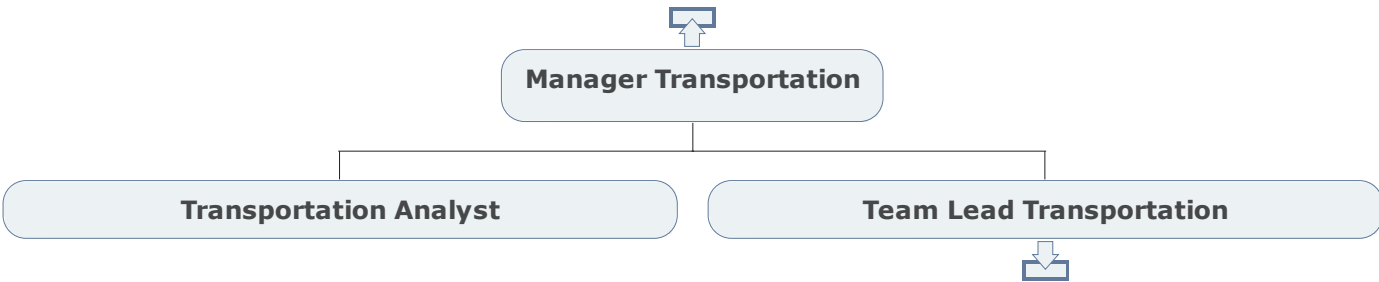 Manager Transportation
Transportation Analyst
Team Lead Transportation